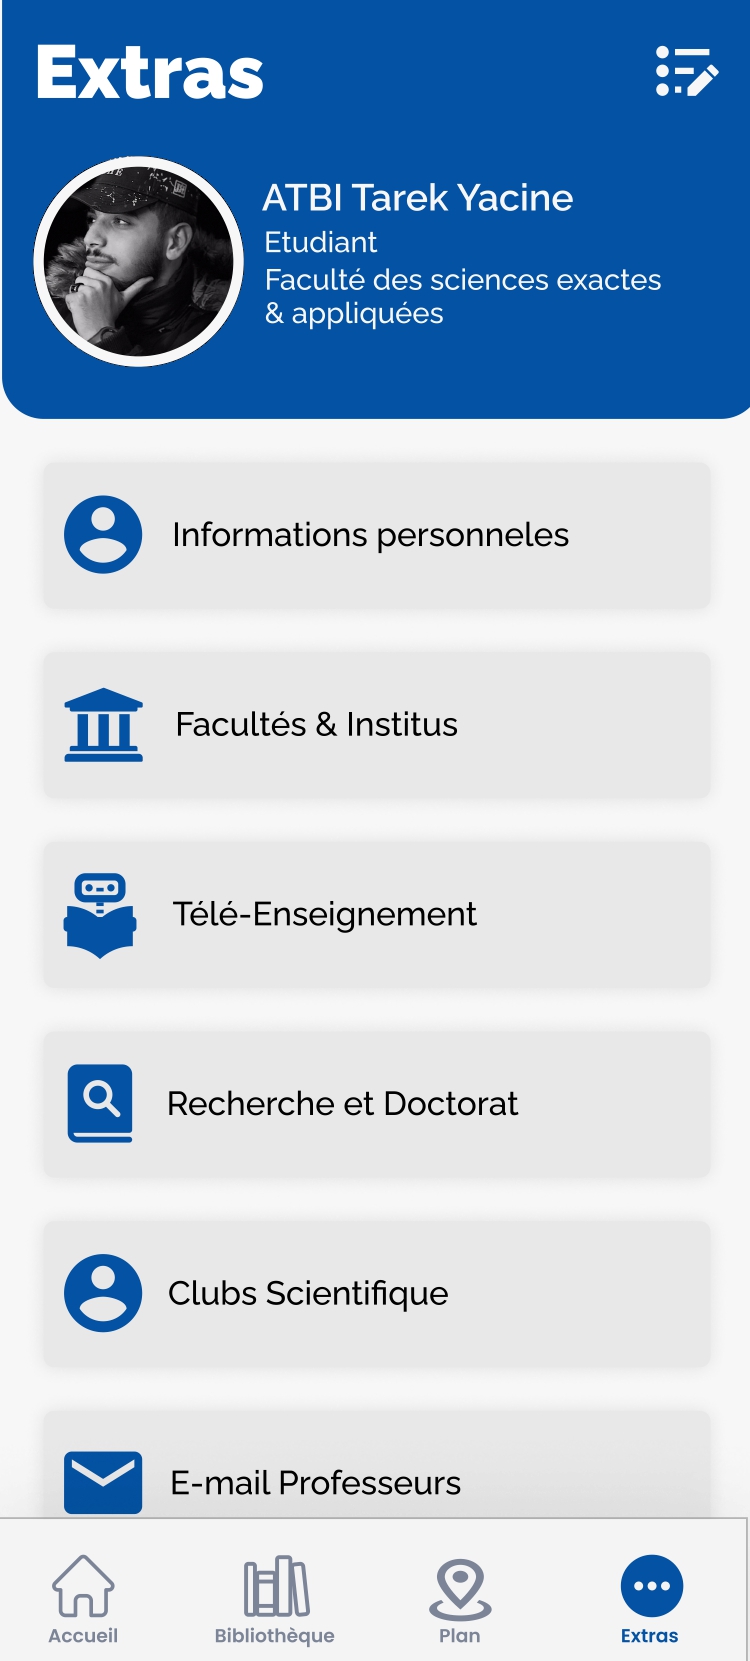 Extras
ATBI Tarek Yacine
Etudiant
Faculté des sciences exactes
& appliquées
Informations personneles
Facultés & Institus
Télé-Enseignement
Recherche et Doctorat
Clubs Scientifique
E-mail Professeurs
Accueil
Bibliothèque
Plan
Extras